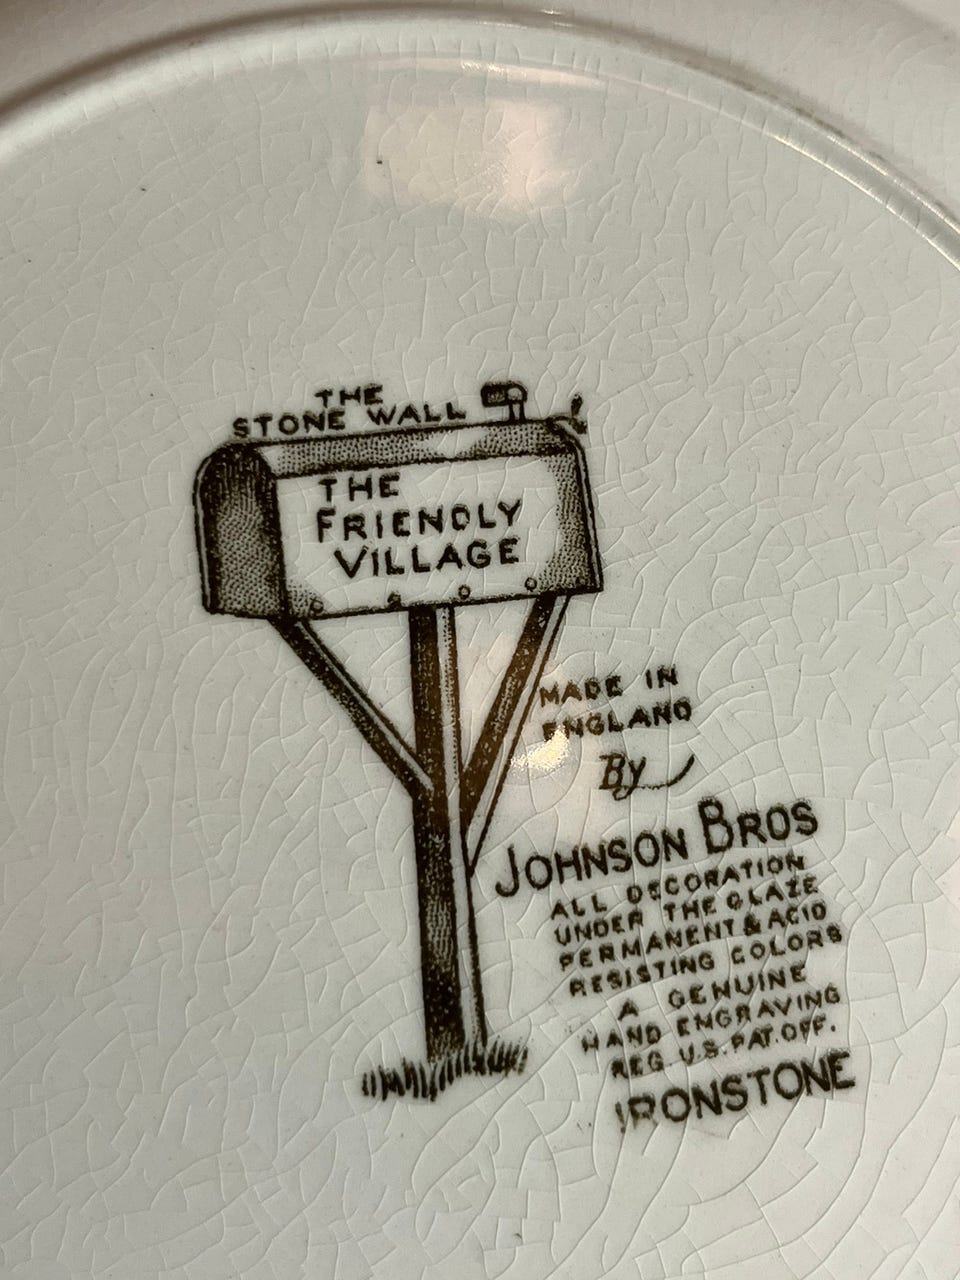 THE
STONE WALL
THE
FRIENDLY
VILLAGE
MADE IN
ENGLAND
By
JOHNSON BROS
ALL DECORATION
UNDER THE GLAZE
PERMANENT & ACID
RESISTING COLORS
A GENUINE
HAND ENGRAVING
REG. U.S. PAT. OFF.
IRONSTONE